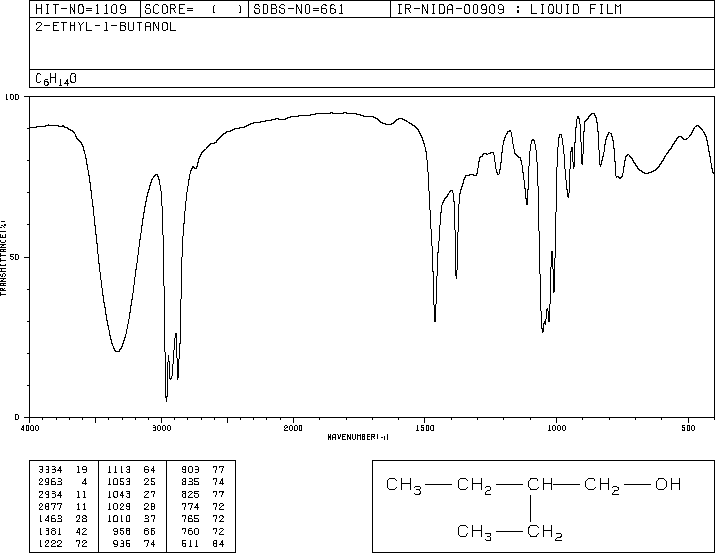 HIT-NO=1109 SCORE= ( ) SDBS-NO=661 IR-NIDA-00909 : LIQUID FILM
2-ETHYL-1-BUTANOL
C6H14O
100
50
0
TRANSMITTANCE(%)
4000 3000 2000 1500 1000 500
WAVENUMBER(-1)
3334 19 1113 64 903 77
2963 4 1053 25 835 74
2934 11 1043 27 825 77
2877 11 1029 28 774 72
1463 28 1010 37 765 72
1381 42 958 66 760 72
1222 72 936 74 511 84
CH3 CH2 CH CH2 OH
CH3 CH2